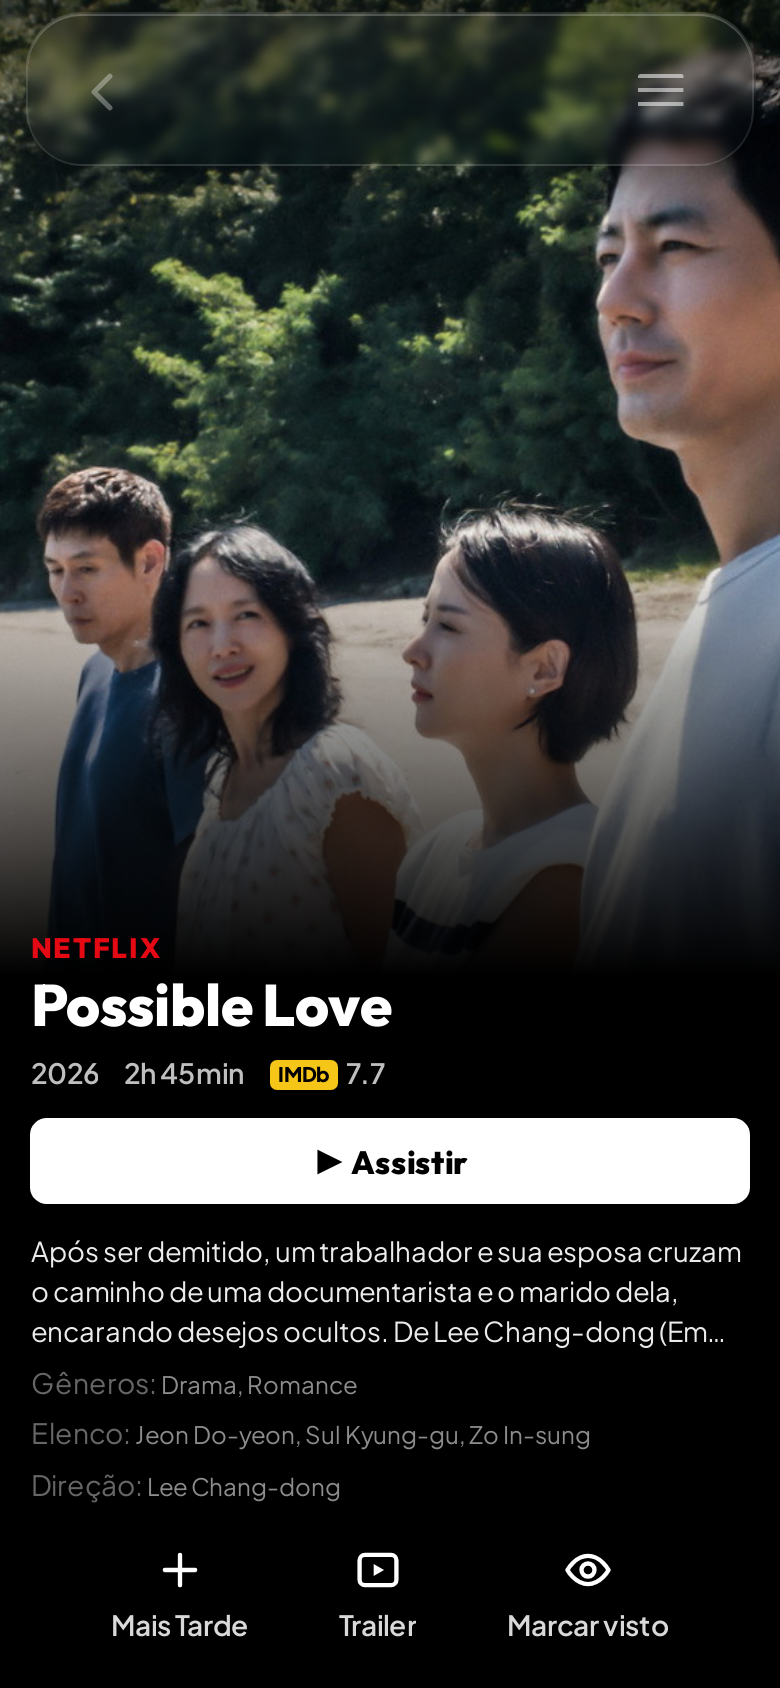 NETFLIX
Possible Love
2026 2h 45min IMDb 7.7
Assistir
Após ser demitido, um trabalhador e sua esposa cruzam
o caminho de uma documentarista e o marido dela,
encarando desejos ocultos. De Lee Chang-dong (Em...
Gêneros: Drama, Romance
Elenco: Jeon Do-yeon, Sul Kyung-gu, Zo In-sung
Direção: Lee Chang-dong
Mais Tarde Trailer Marcar visto